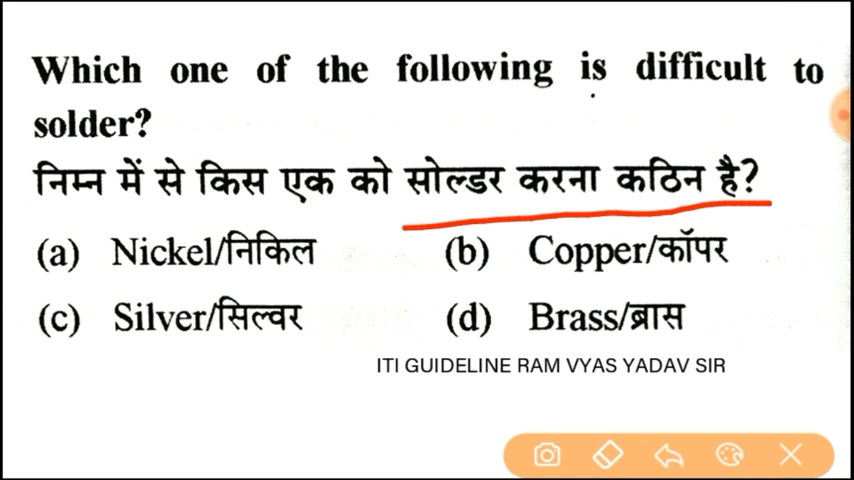 Which one of the following is difficult to
solder?
निम्न में से किस एक को सोल्डर करना कठिन है?
(a) Nickel/निकिल (b) Copper/कॉपर
(c) Silver/सिल्वर (d) Brass/ब्रास
ITI GUIDELINE RAM VYAS YADAV SIR